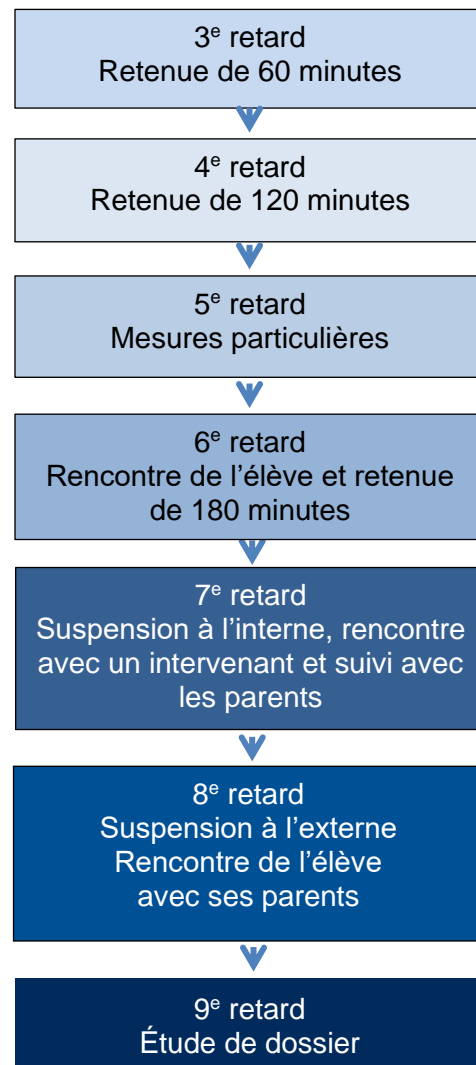 3e retard
Retenue de 60 minutes
4e retard
Retenue de 120 minutes
5e retard
Mesures particulières
6e retard
Rencontre de l’élève et retenue
de 180 minutes
7e retard
Suspension à l’interne, rencontre
avec un intervenant et suivi avec
les parents
8e retard
Suspension à l’externe
Rencontre de l’élève
avec ses parents
9e retard
Étude de dossier